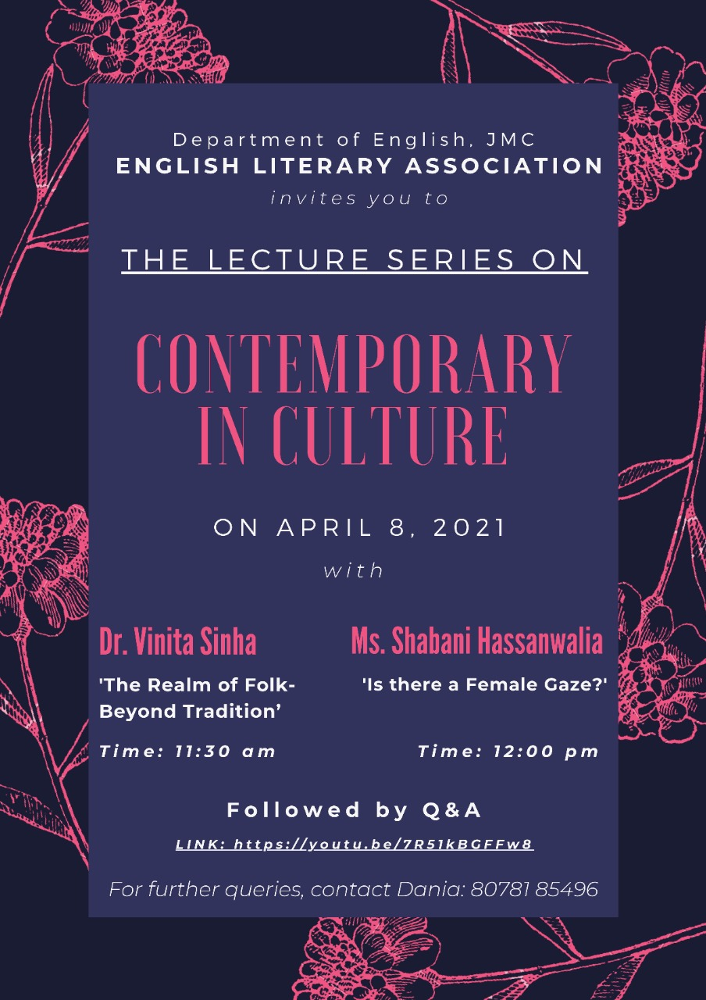 Department of English, JMC
ENGLISH LITERARY ASSOCIATION
invites you to
THE LECTURE SERIES ON
CONTEMPORARY
IN CULTURE
ON APRIL 8, 2021
with
Dr. Vinita Sinha
'The Realm of Folk-
Beyond Tradition’
Time: 11:30 am
Ms. Shabani Hassanwalia
'Is there a Female Gaze?'
Time: 12:00 pm
Followed by Q&A
LINK: https://youtu.be/7R51kBGFFw8
For further queries, contact Dania: 80781 85496